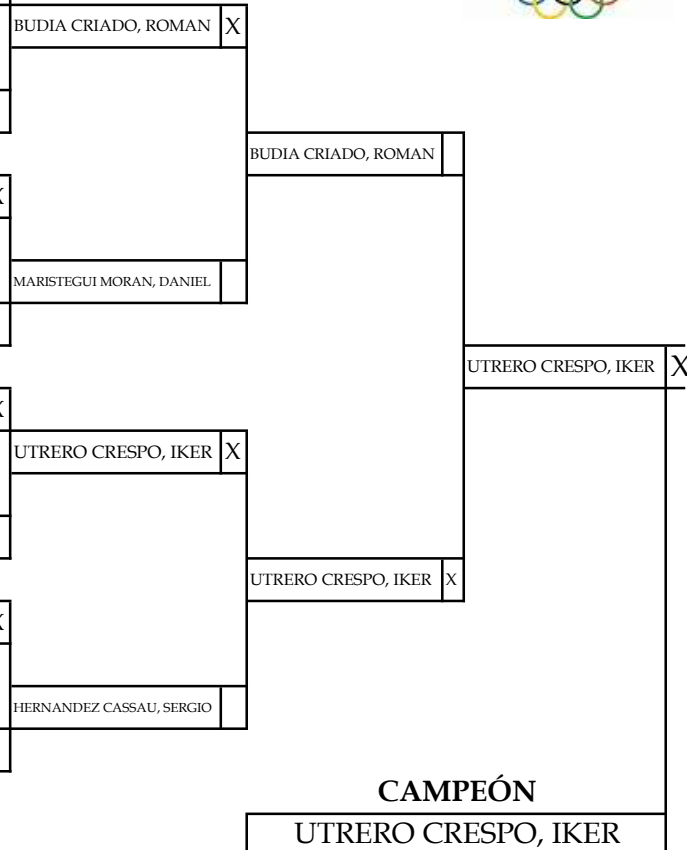 BUDIA CRIADO, ROMAN X
BUDIA CRIADO, ROMAN
X
MARISTEGUI MORAN, DANIEL
UTRERO CRESPO, IKER X
X
UTRERO CRESPO, IKER X
UTRERO CRESPO, IKER X
X
HERNANDEZ CASSAU, SERGIO
CAMPEÓN
UTRERO CRESPO, IKER